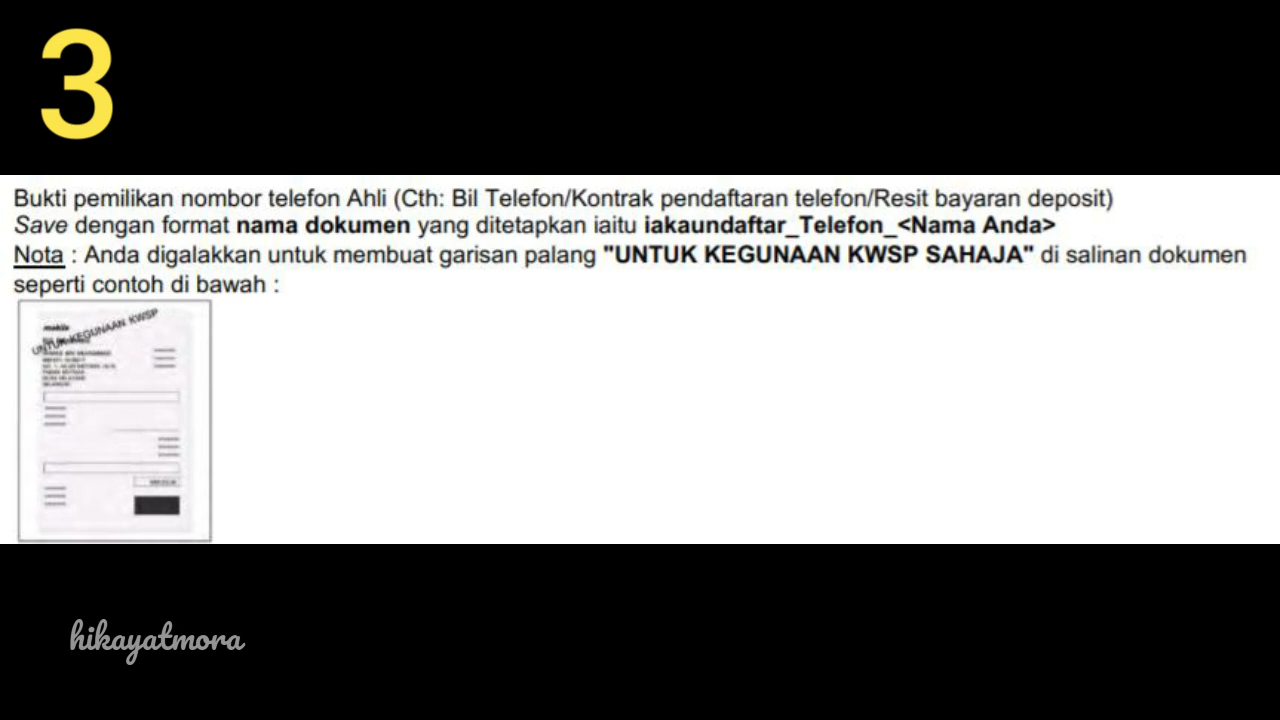 3
Bukti pemilikan nombor telefon Ahli (Cth: Bil Telefon/Kontrak pendaftaran telefon/Resit bayaran deposit)
Save dengan format nama dokumen yang ditetapkan iaitu iakaundaftar_Telefon_<Nama Anda>
Nota : Anda digalakkan untuk membuat garisan palang "UNTUK KEGUNAAN KWSP SAHAJA" di salinan dokumen
seperti contoh di bawah :
UNTUK KEGUNAAN KWSP
hikayatmora